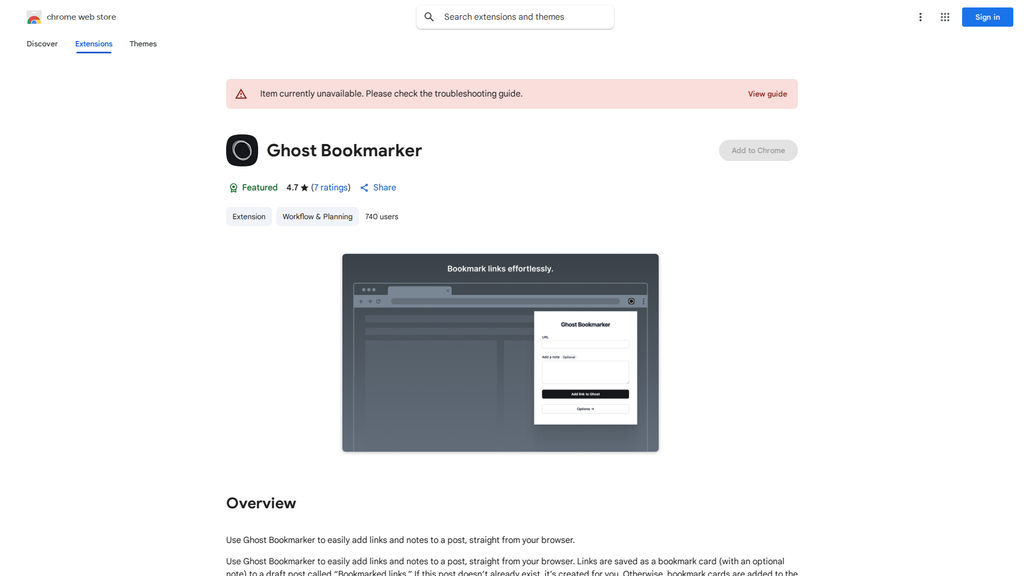 chrome web store
Search extensions and themes
Sign in
Discover
Extensions
Themes
Item currently unavailable. Please check the troubleshooting guide.
View guide
Ghost Bookmarker
Add to Chrome
Featured
4.7 ★ (7 ratings)
Share
Extension
Workflow & Planning
740 users
Bookmark links effortlessly.
Ghost Bookmarker
URL
Add a note Optional
Add link to Ghost
Options →
Overview
Use Ghost Bookmarker to easily add links and notes to a post, straight from your browser.
Use Ghost Bookmarker to easily add links and notes to a post, straight from your browser. Links are saved as a bookmark card (with an optional
note) to a draft post called “Bookmarked links.” If this post doesn’t already exist, it’s created for you. Otherwise, bookmark cards are added to the